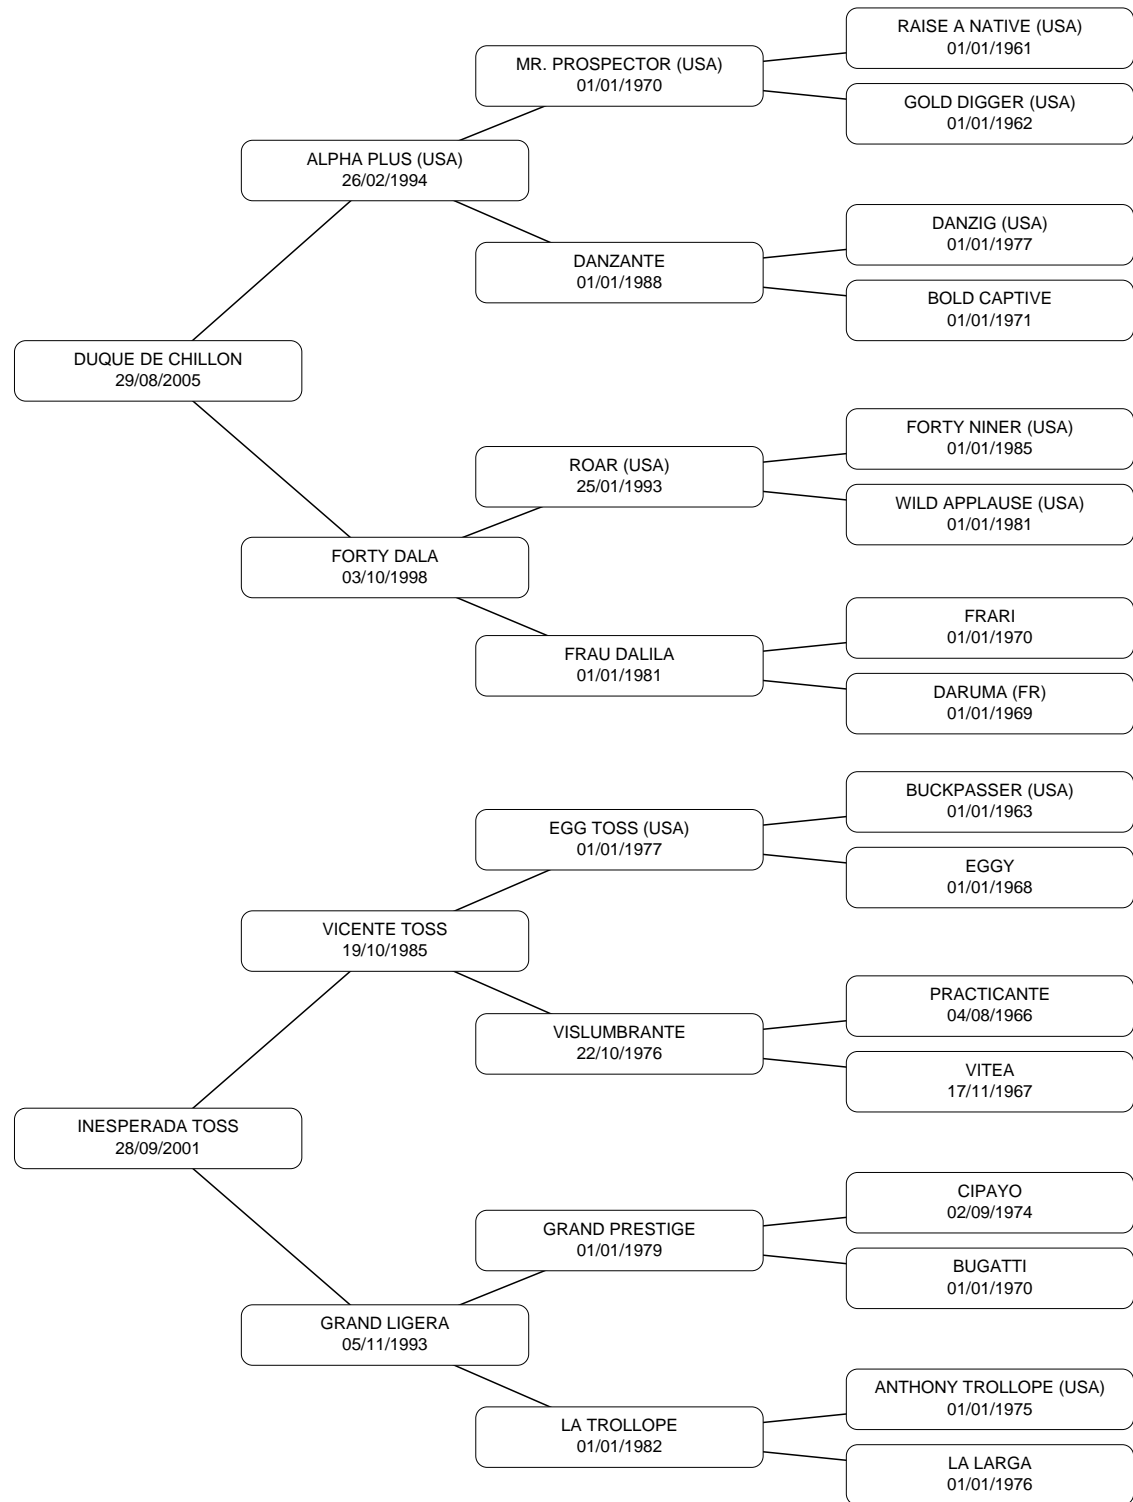 RAISE A NATIVE (USA)
01/01/1961
MR. PROSPECTOR (USA)
01/01/1970
GOLD DIGGER (USA)
01/01/1962
ALPHA PLUS (USA)
26/02/1994
DANZIG (USA)
01/01/1977
DANZANTE
01/01/1988
BOLD CAPTIVE
01/01/1971
DUQUE DE CHILLON
29/08/2005
FORTY NINER (USA)
01/01/1985
ROAR (USA)
25/01/1993
WILD APPLAUSE (USA)
01/01/1981
FORTY DALA
03/10/1998
FRARI
01/01/1970
FRAU DALILA
01/01/1981
DARUMA (FR)
01/01/1969
BUCKPASSER (USA)
01/01/1963
EGG TOSS (USA)
01/01/1977
EGGY
01/01/1968
VICENTE TOSS
19/10/1985
PRACTICANTE
04/08/1966
VISLUMBRANTE
22/10/1976
VITEA
17/11/1967
INESPERADA TOSS
28/09/2001
CIPAYO
02/09/1974
GRAND PRESTIGE
01/01/1979
BUGATTI
01/01/1970
GRAND LIGERA
05/11/1993
ANTHONY TROLLOPE (USA)
01/01/1975
LA TROLLOPE
01/01/1982
LA LARGA
01/01/1976